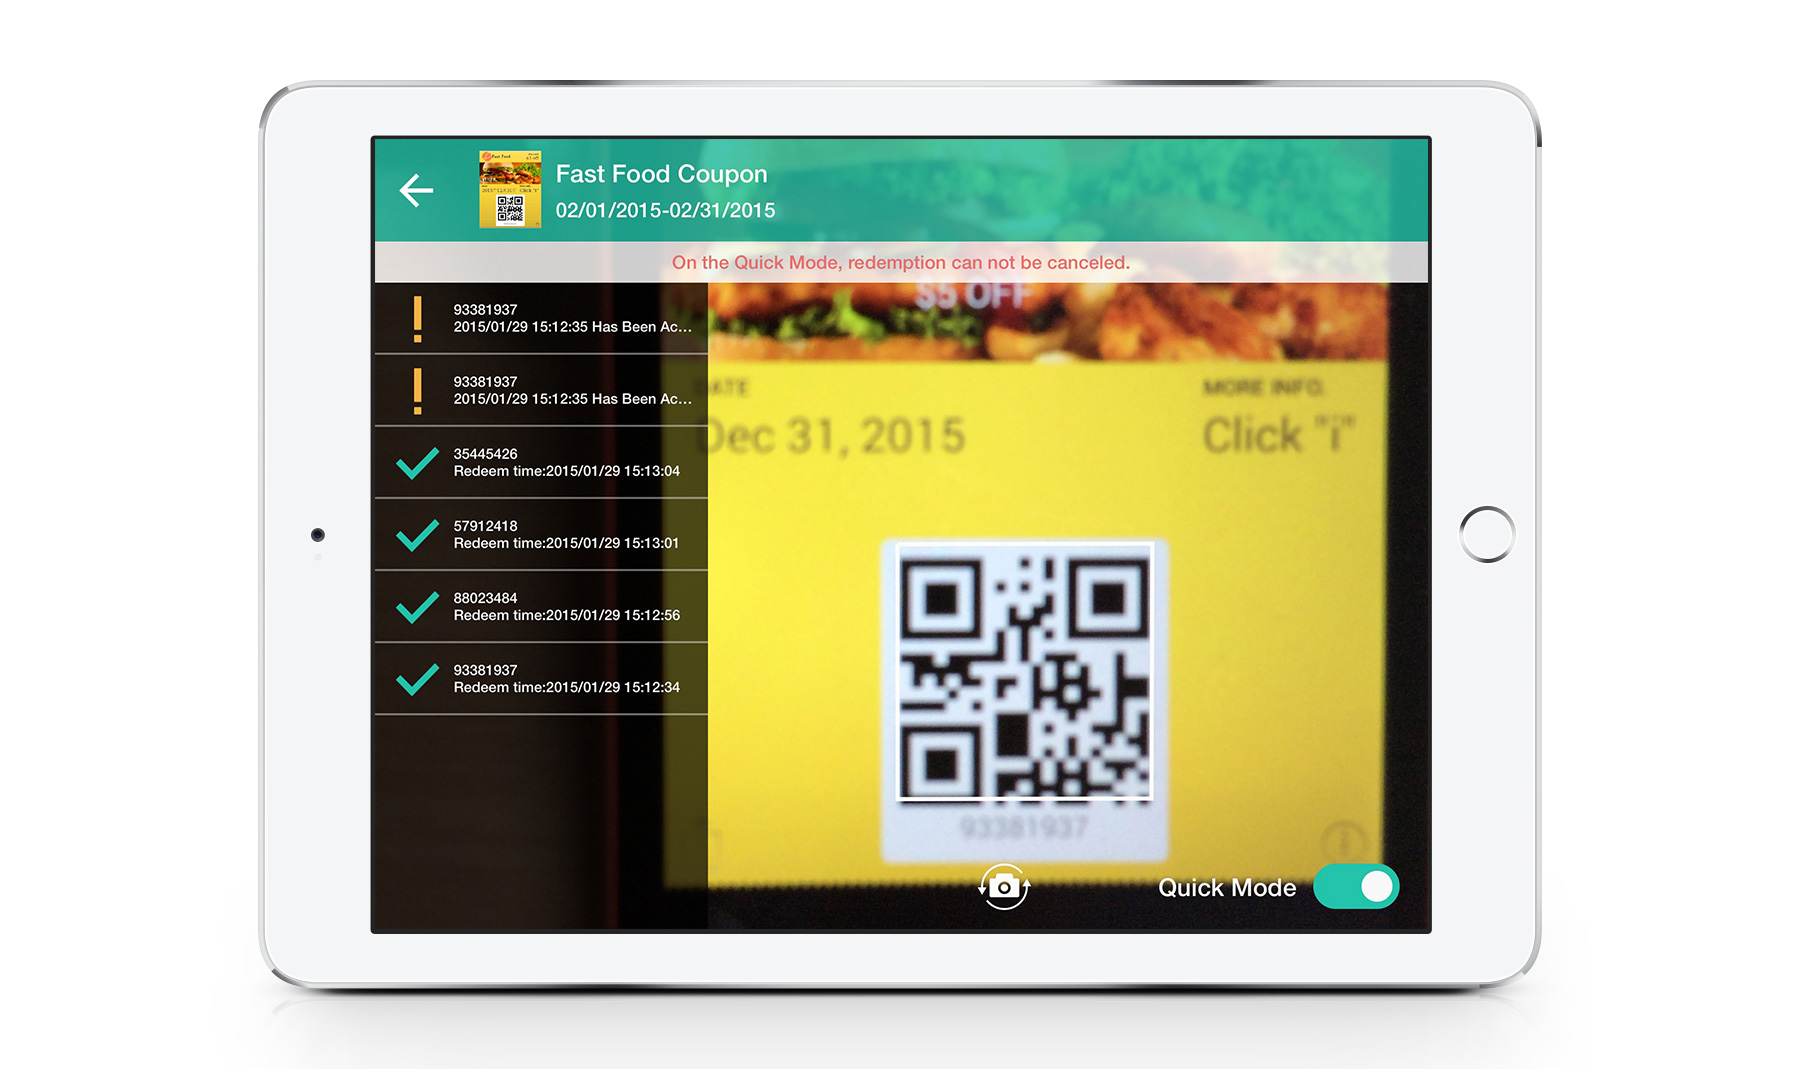 Fast Food
Fast Food Coupon
02/01/2015-02/31/2015
On the Quick Mode, redemption can not be canceled.
$5 OFF
93381937
2015/01/29 15:12:35 Has Been Ac...
93381937
2015/01/29 15:12:35 Has Been Ac...
35445426
Redeem time:2015/01/29 15:13:04
57912418
Redeem time:2015/01/29 15:13:01
88023484
Redeem time:2015/01/29 15:12:56
93381937
Redeem time:2015/01/29 15:12:34
DATE
MORE INFO.
Dec 31, 2015
Click "i"
93381937
Quick Mode